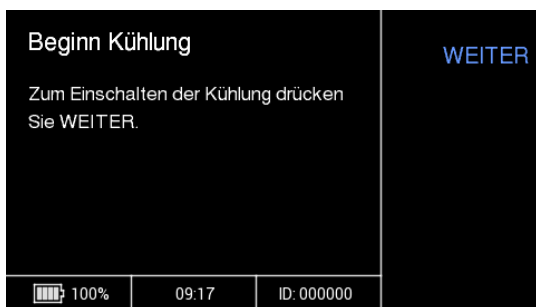 Beginn Kühlung
WEITER
Zum Einschalten der Kühlung drücken
Sie WEITER.
100%
09:17
ID: 000000